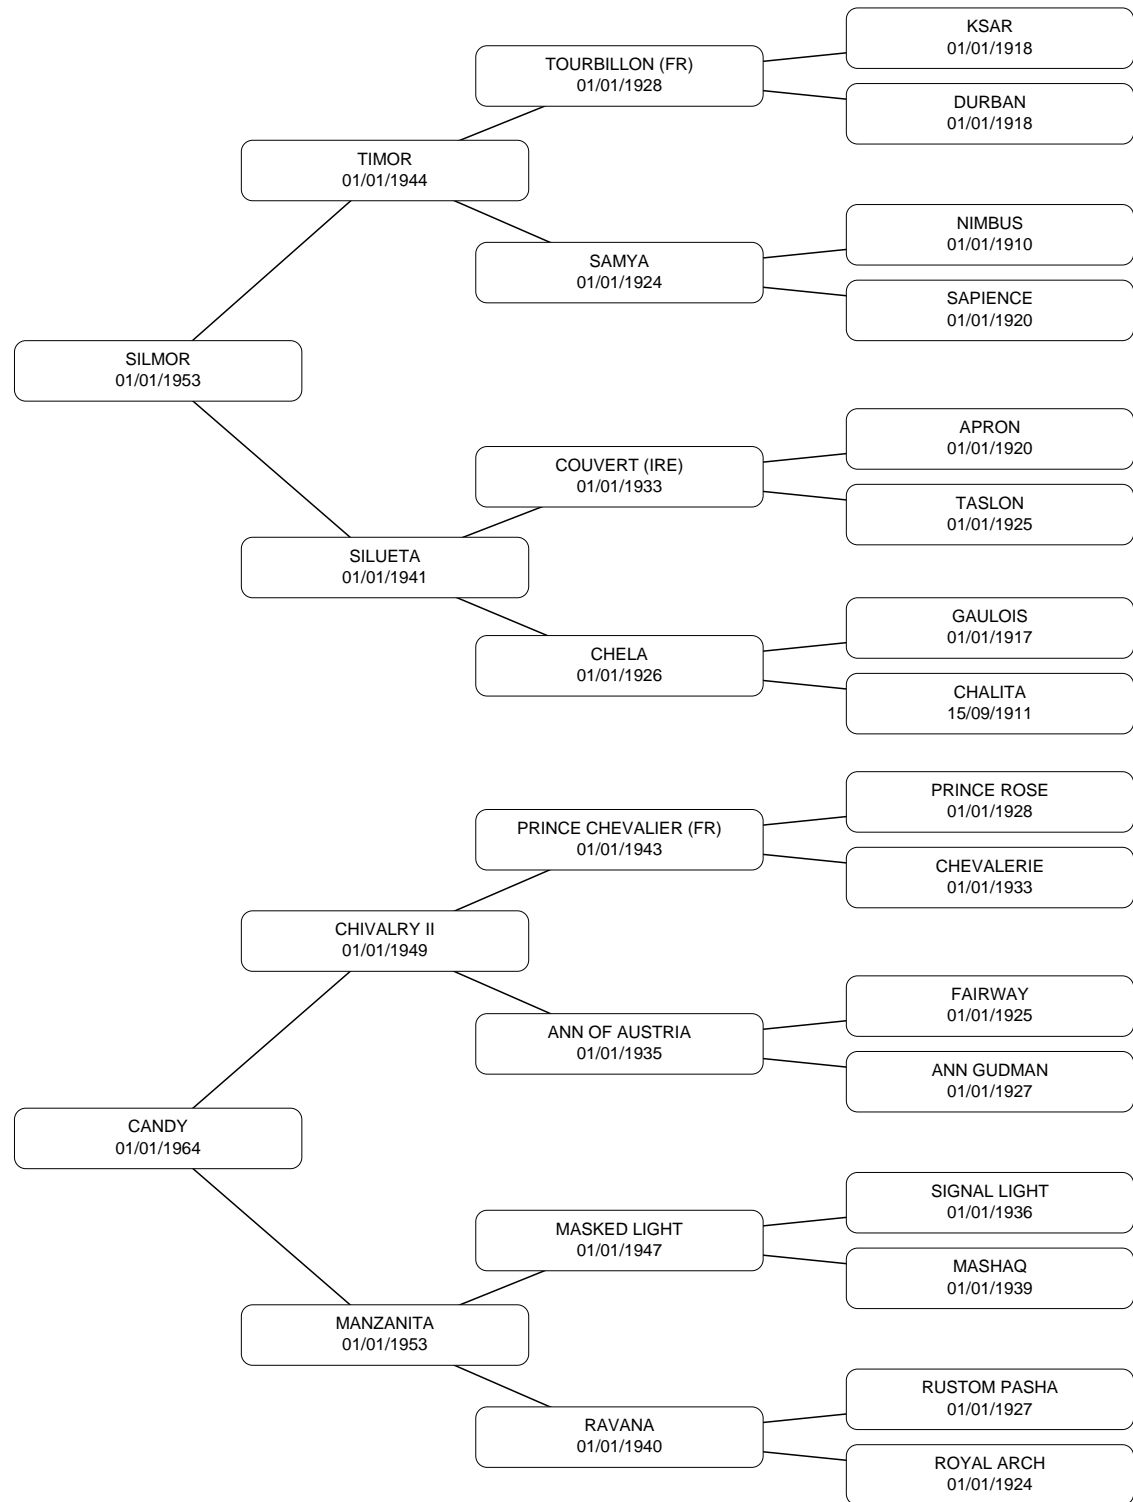 KSAR
01/01/1918
TOURBILLON (FR)
01/01/1928
DURBAN
01/01/1918
TIMOR
01/01/1944
NIMBUS
01/01/1910
SAMYA
01/01/1924
SAPIENCE
01/01/1920
SILMOR
01/01/1953
APRON
01/01/1920
COUVERT (IRE)
01/01/1933
TASLON
01/01/1925
SILUETA
01/01/1941
GAULOIS
01/01/1917
CHELA
01/01/1926
CHALITA
15/09/1911
PRINCE ROSE
01/01/1928
PRINCE CHEVALIER (FR)
01/01/1943
CHEVALERIE
01/01/1933
CHIVALRY II
01/01/1949
FAIRWAY
01/01/1925
ANN OF AUSTRIA
01/01/1935
ANN GUDMAN
01/01/1927
CANDY
01/01/1964
SIGNAL LIGHT
01/01/1936
MASKED LIGHT
01/01/1947
MASHAQ
01/01/1939
MANZANITA
01/01/1953
RUSTOM PASHA
01/01/1927
RAVANA
01/01/1940
ROYAL ARCH
01/01/1924